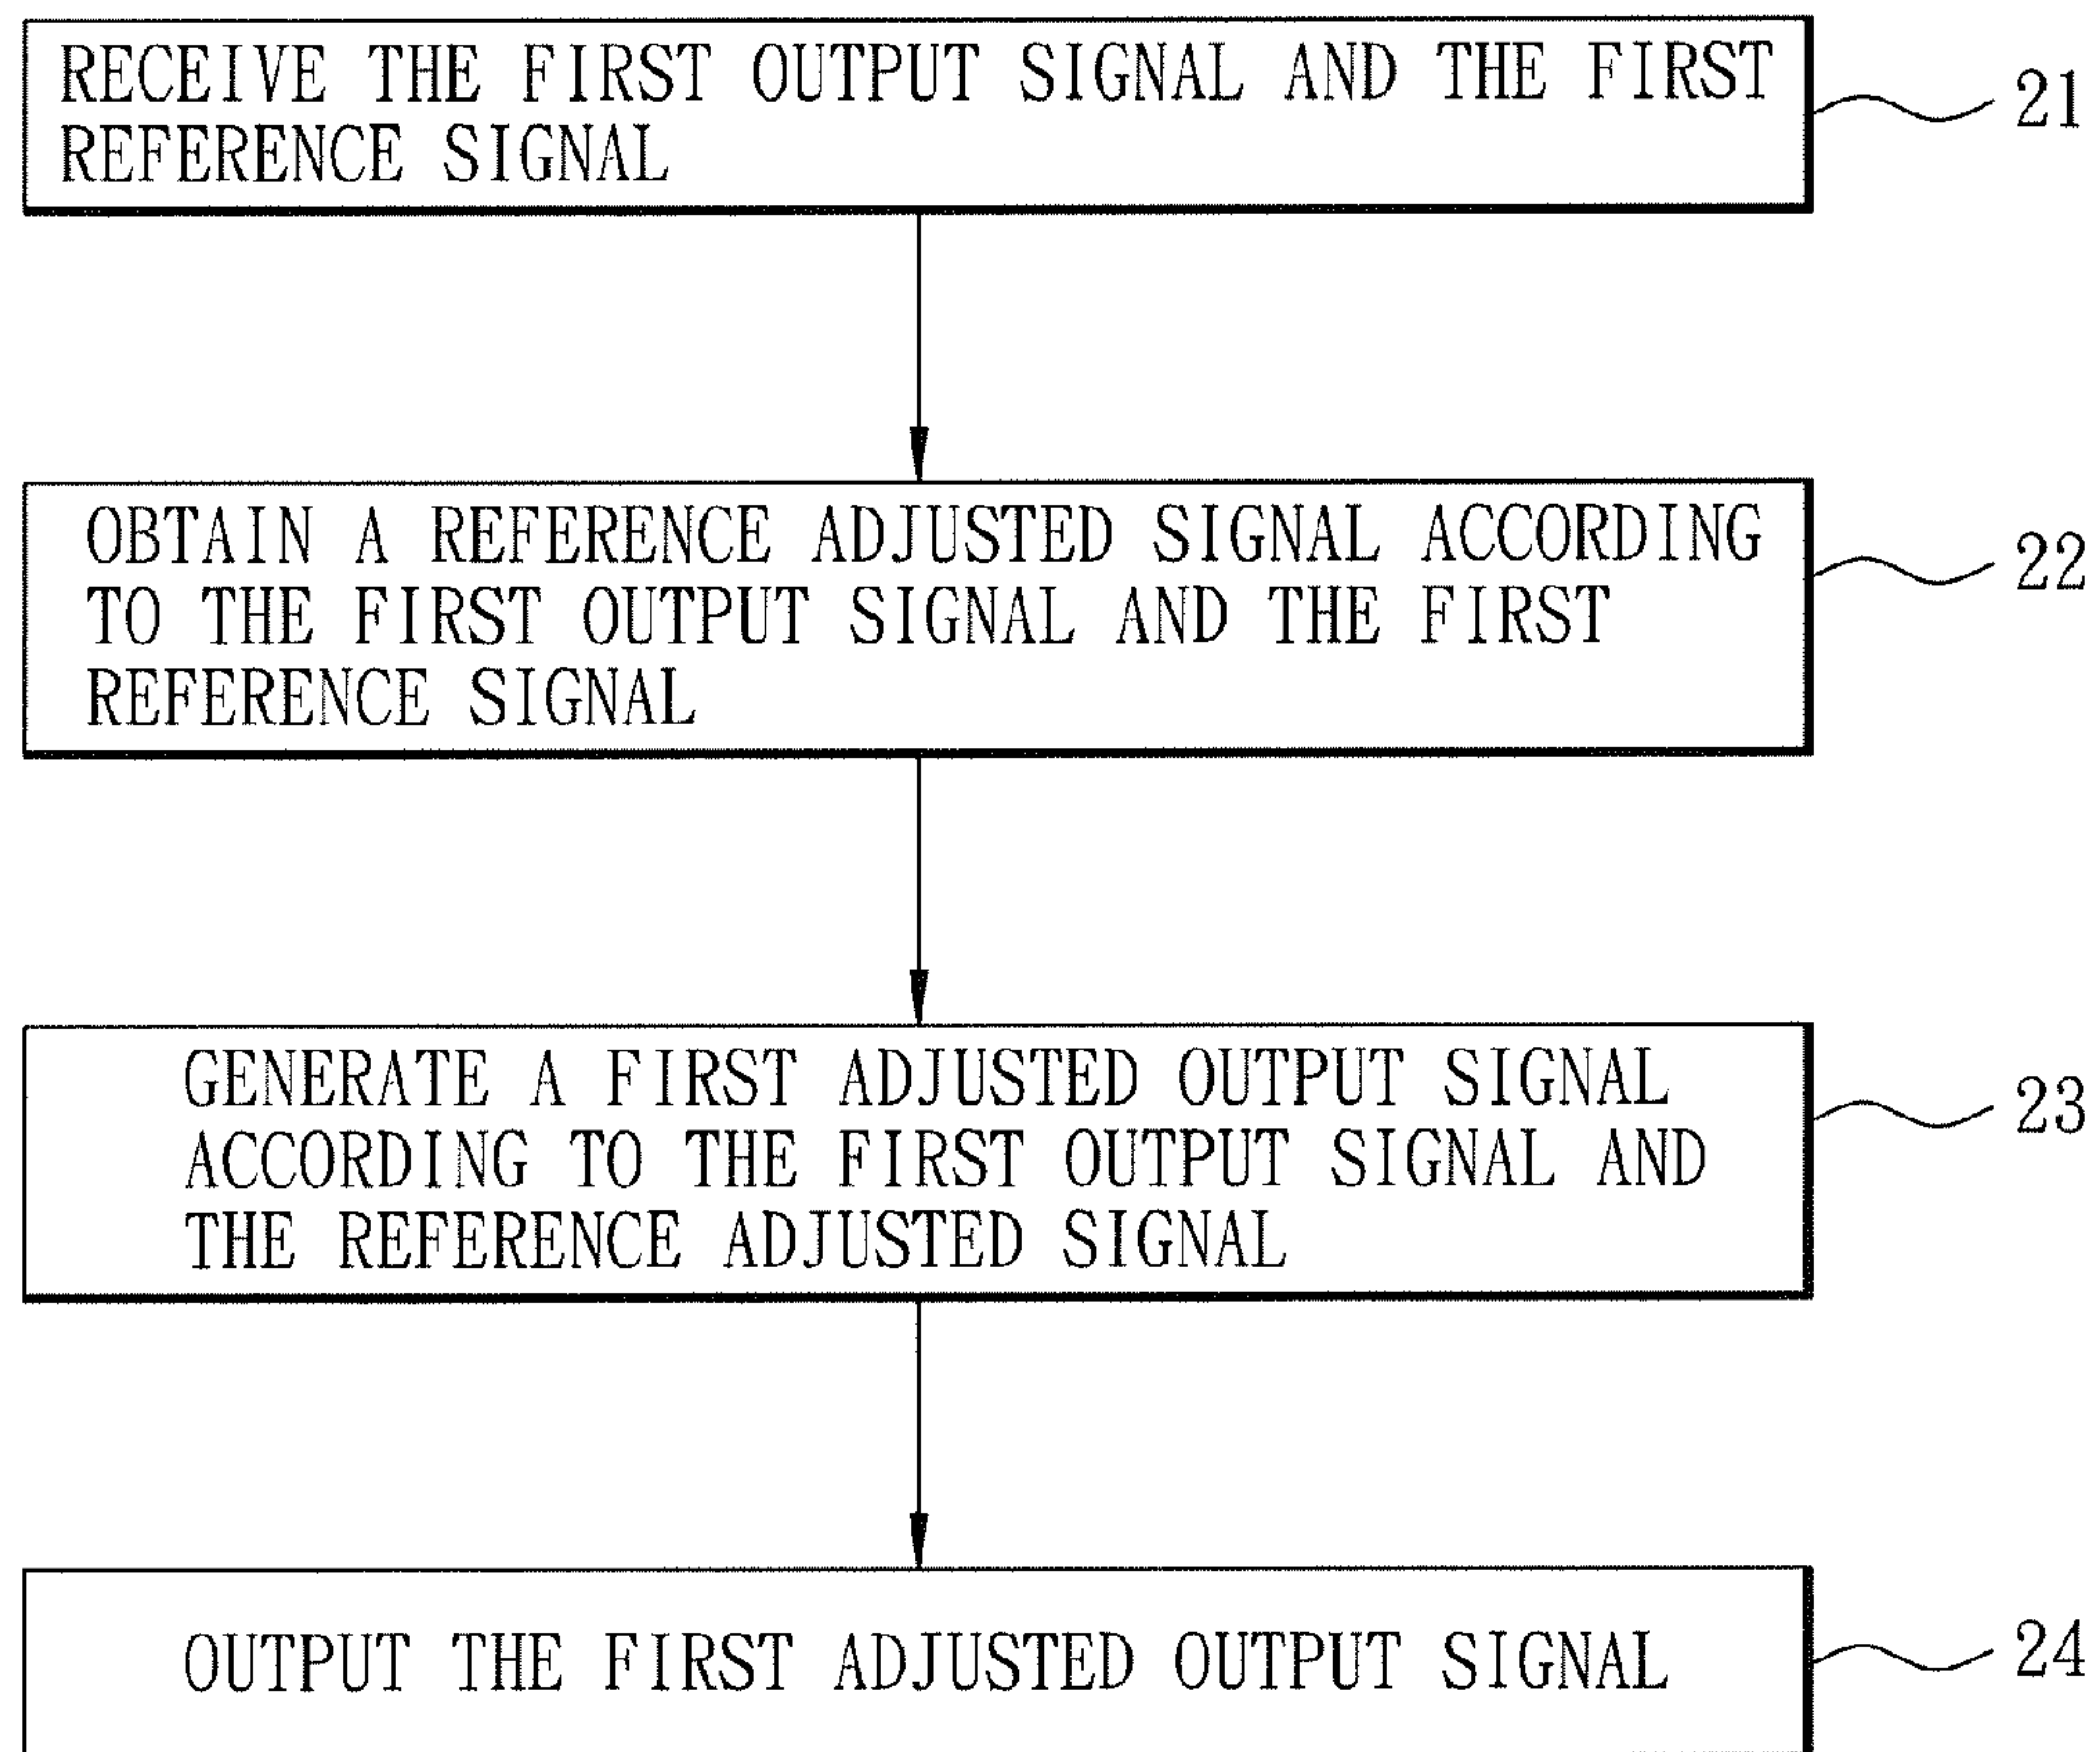 RECEIVE THE FIRST OUTPUT SIGNAL AND THE FIRST
REFERENCE SIGNAL
21
OBTAIN A REFERENCE ADJUSTED SIGNAL ACCORDING
TO THE FIRST OUTPUT SIGNAL AND THE FIRST
REFERENCE SIGNAL
22
GENERATE A FIRST ADJUSTED OUTPUT SIGNAL
ACCORDING TO THE FIRST OUTPUT SIGNAL AND
THE REFERENCE ADJUSTED SIGNAL
23
OUTPUT THE FIRST ADJUSTED OUTPUT SIGNAL
24